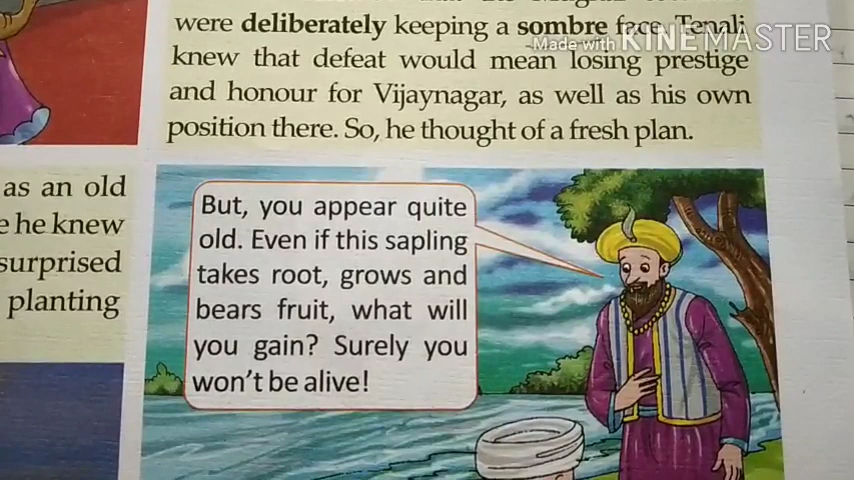 were deliberately keeping a sombre face. Tenali
Made with KINEMASTER
knew that defeat would mean losing prestige
and honour for Vijaynagar, as well as his own
position there. So, he thought of a fresh plan.
as an old
he knew
surprised
planting
But, you appear quite
old. Even if this sapling
takes root, grows and
bears fruit, what will
you gain? Surely you
won't be alive!